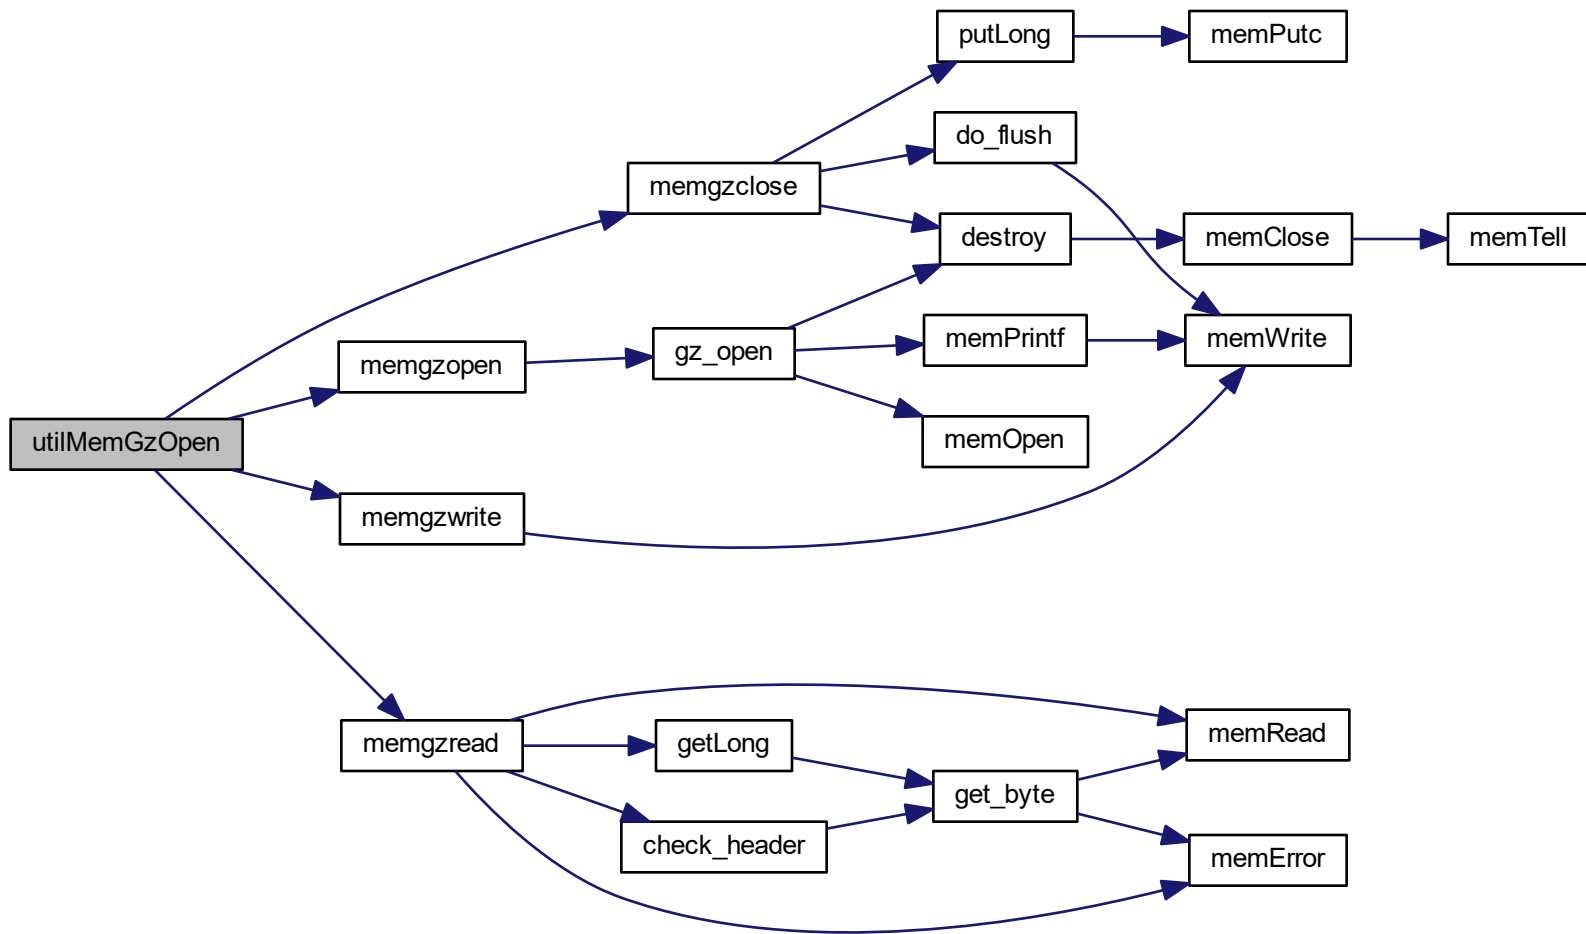 putLong
memPutc
do_flush
memgzclose
destroy
memClose
memTell
memgzopen
gz_open
memPrintf
memWrite
utilMemGzOpen
memOpen
memgzwrite
memgzread
getLong
memRead
get_byte
check_header
memError